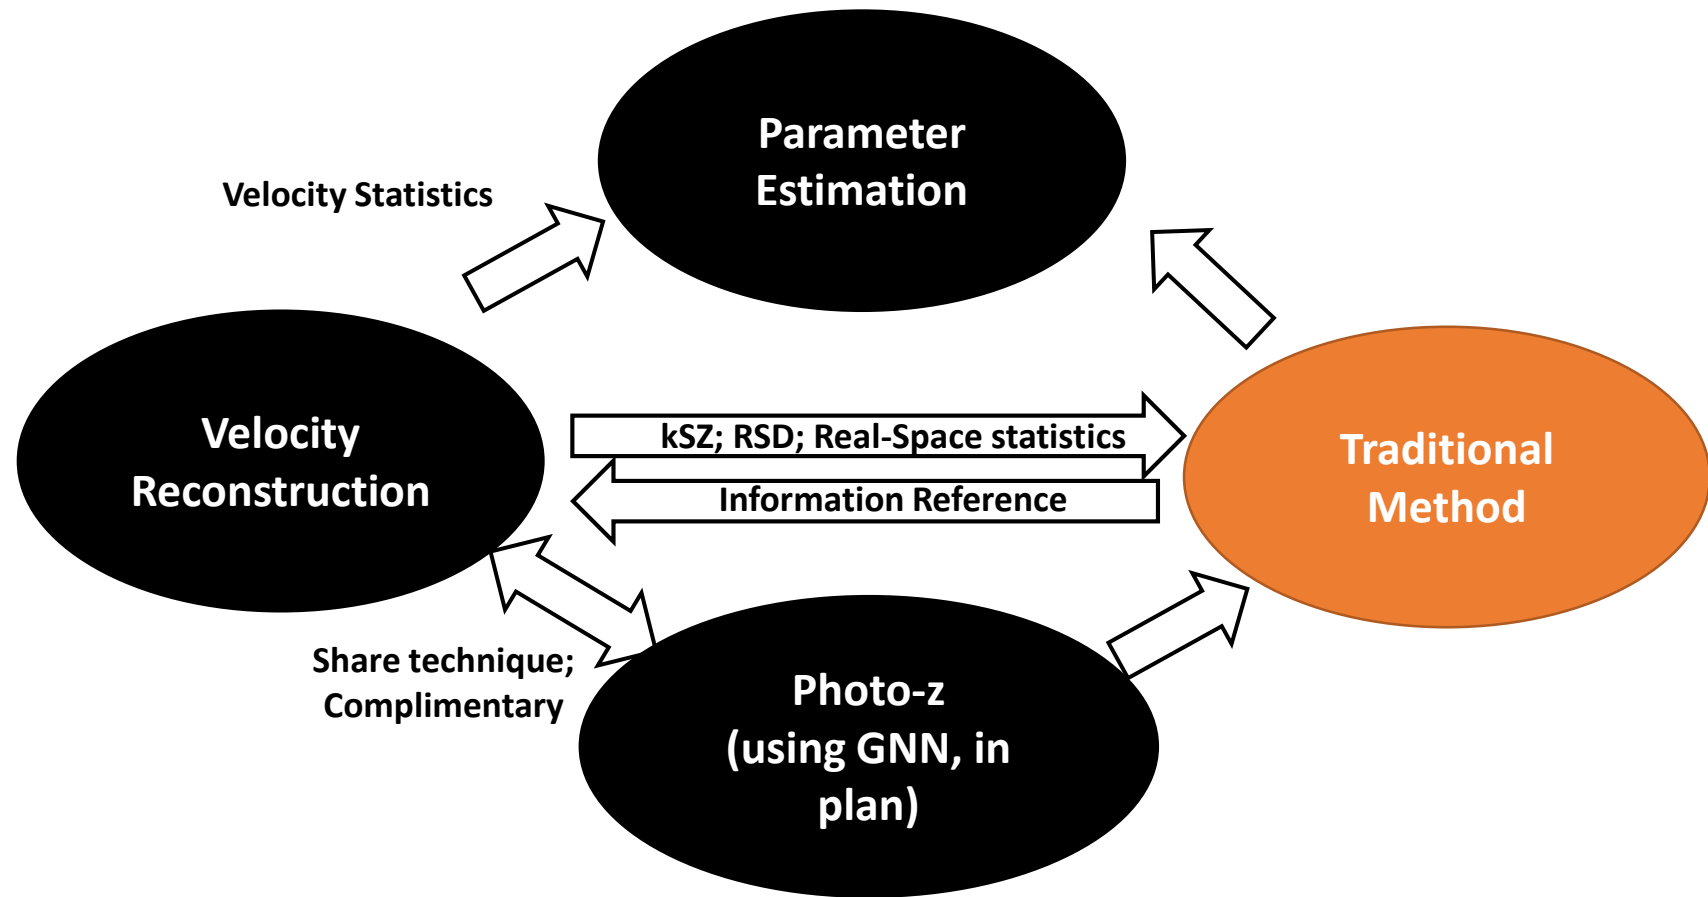 Parameter
Estimation
Velocity Statistics
Velocity
Reconstruction
kSZ; RSD; Real-Space statistics
Information Reference
Traditional
Method
Share technique;
Complimentary
Photo-z
(using GNN, in
plan)